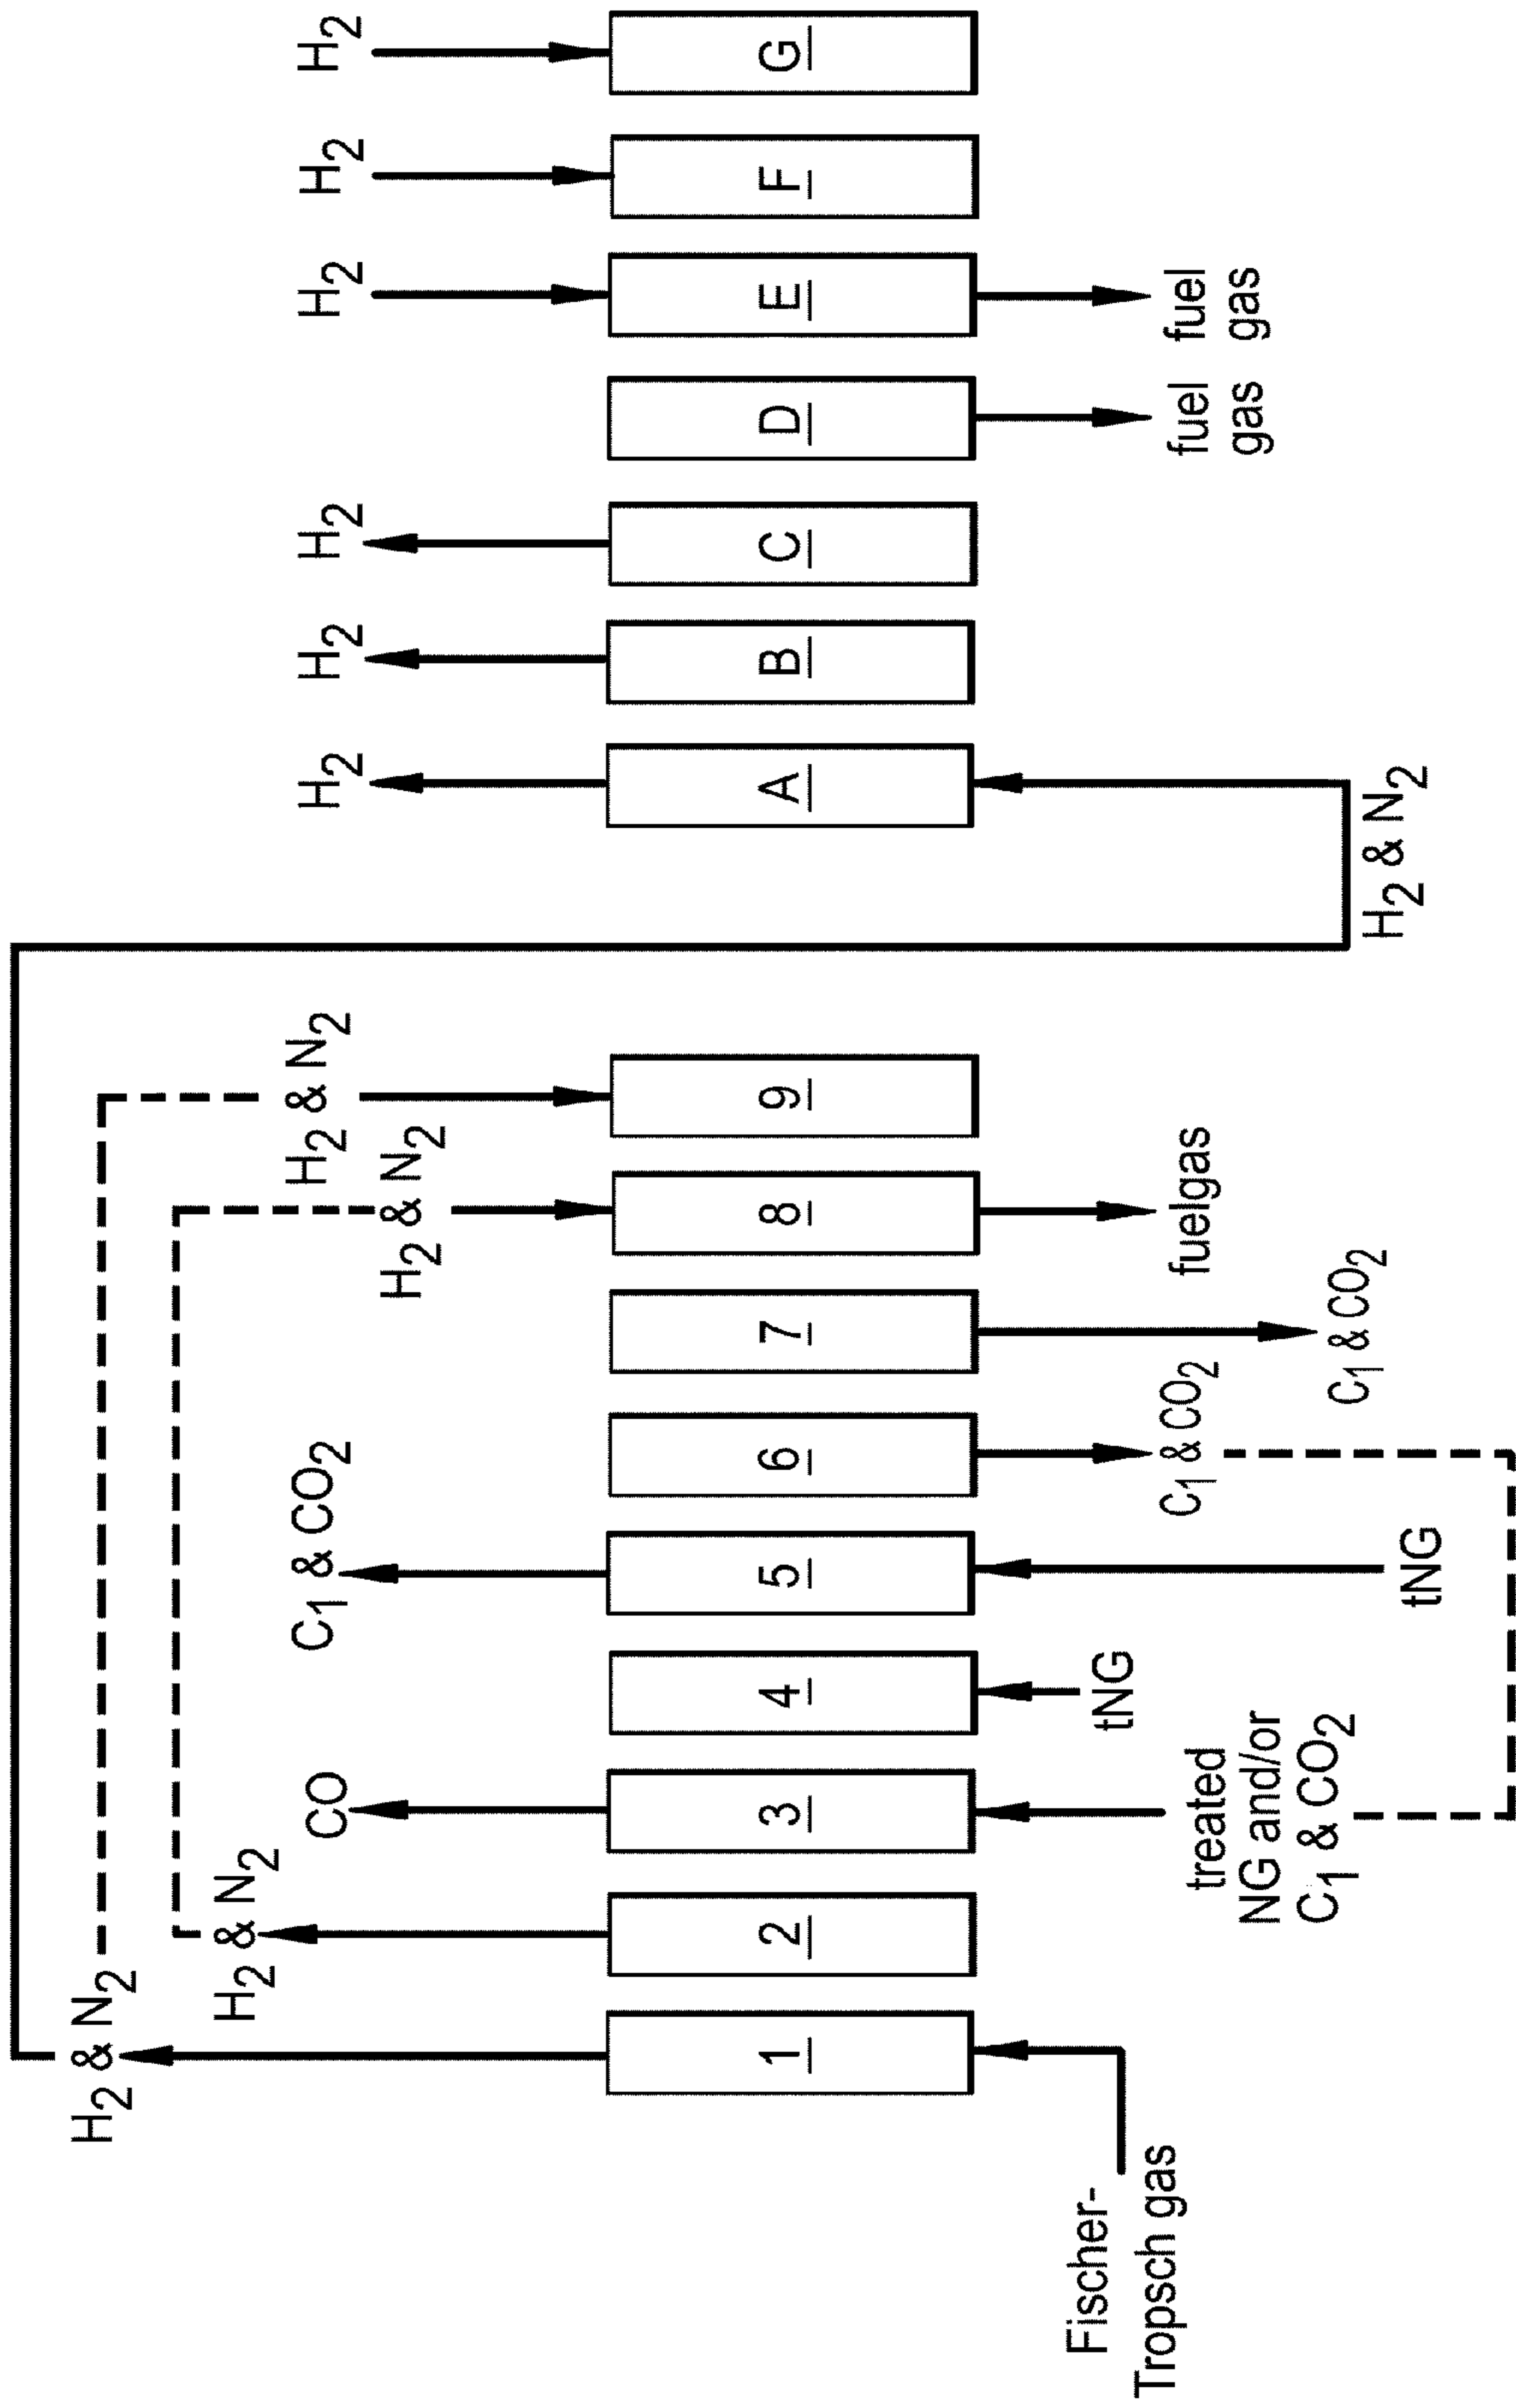 H2 & N2
H2 & N2
H2 & N2
H2 & N2
CO
C1 & CO2
H2
H2
H2
H2
H2
H2
1
2
3
4
5
6
7
8
9
A
B
C
D
E
F
G
Fischer-
Tropsch gas
treated
NG and/or
C1 & CO2
tNG
tNG
C1 & CO2
C1 & CO2
fuelgas
H2 & N2
fuel
gas
fuel
gas